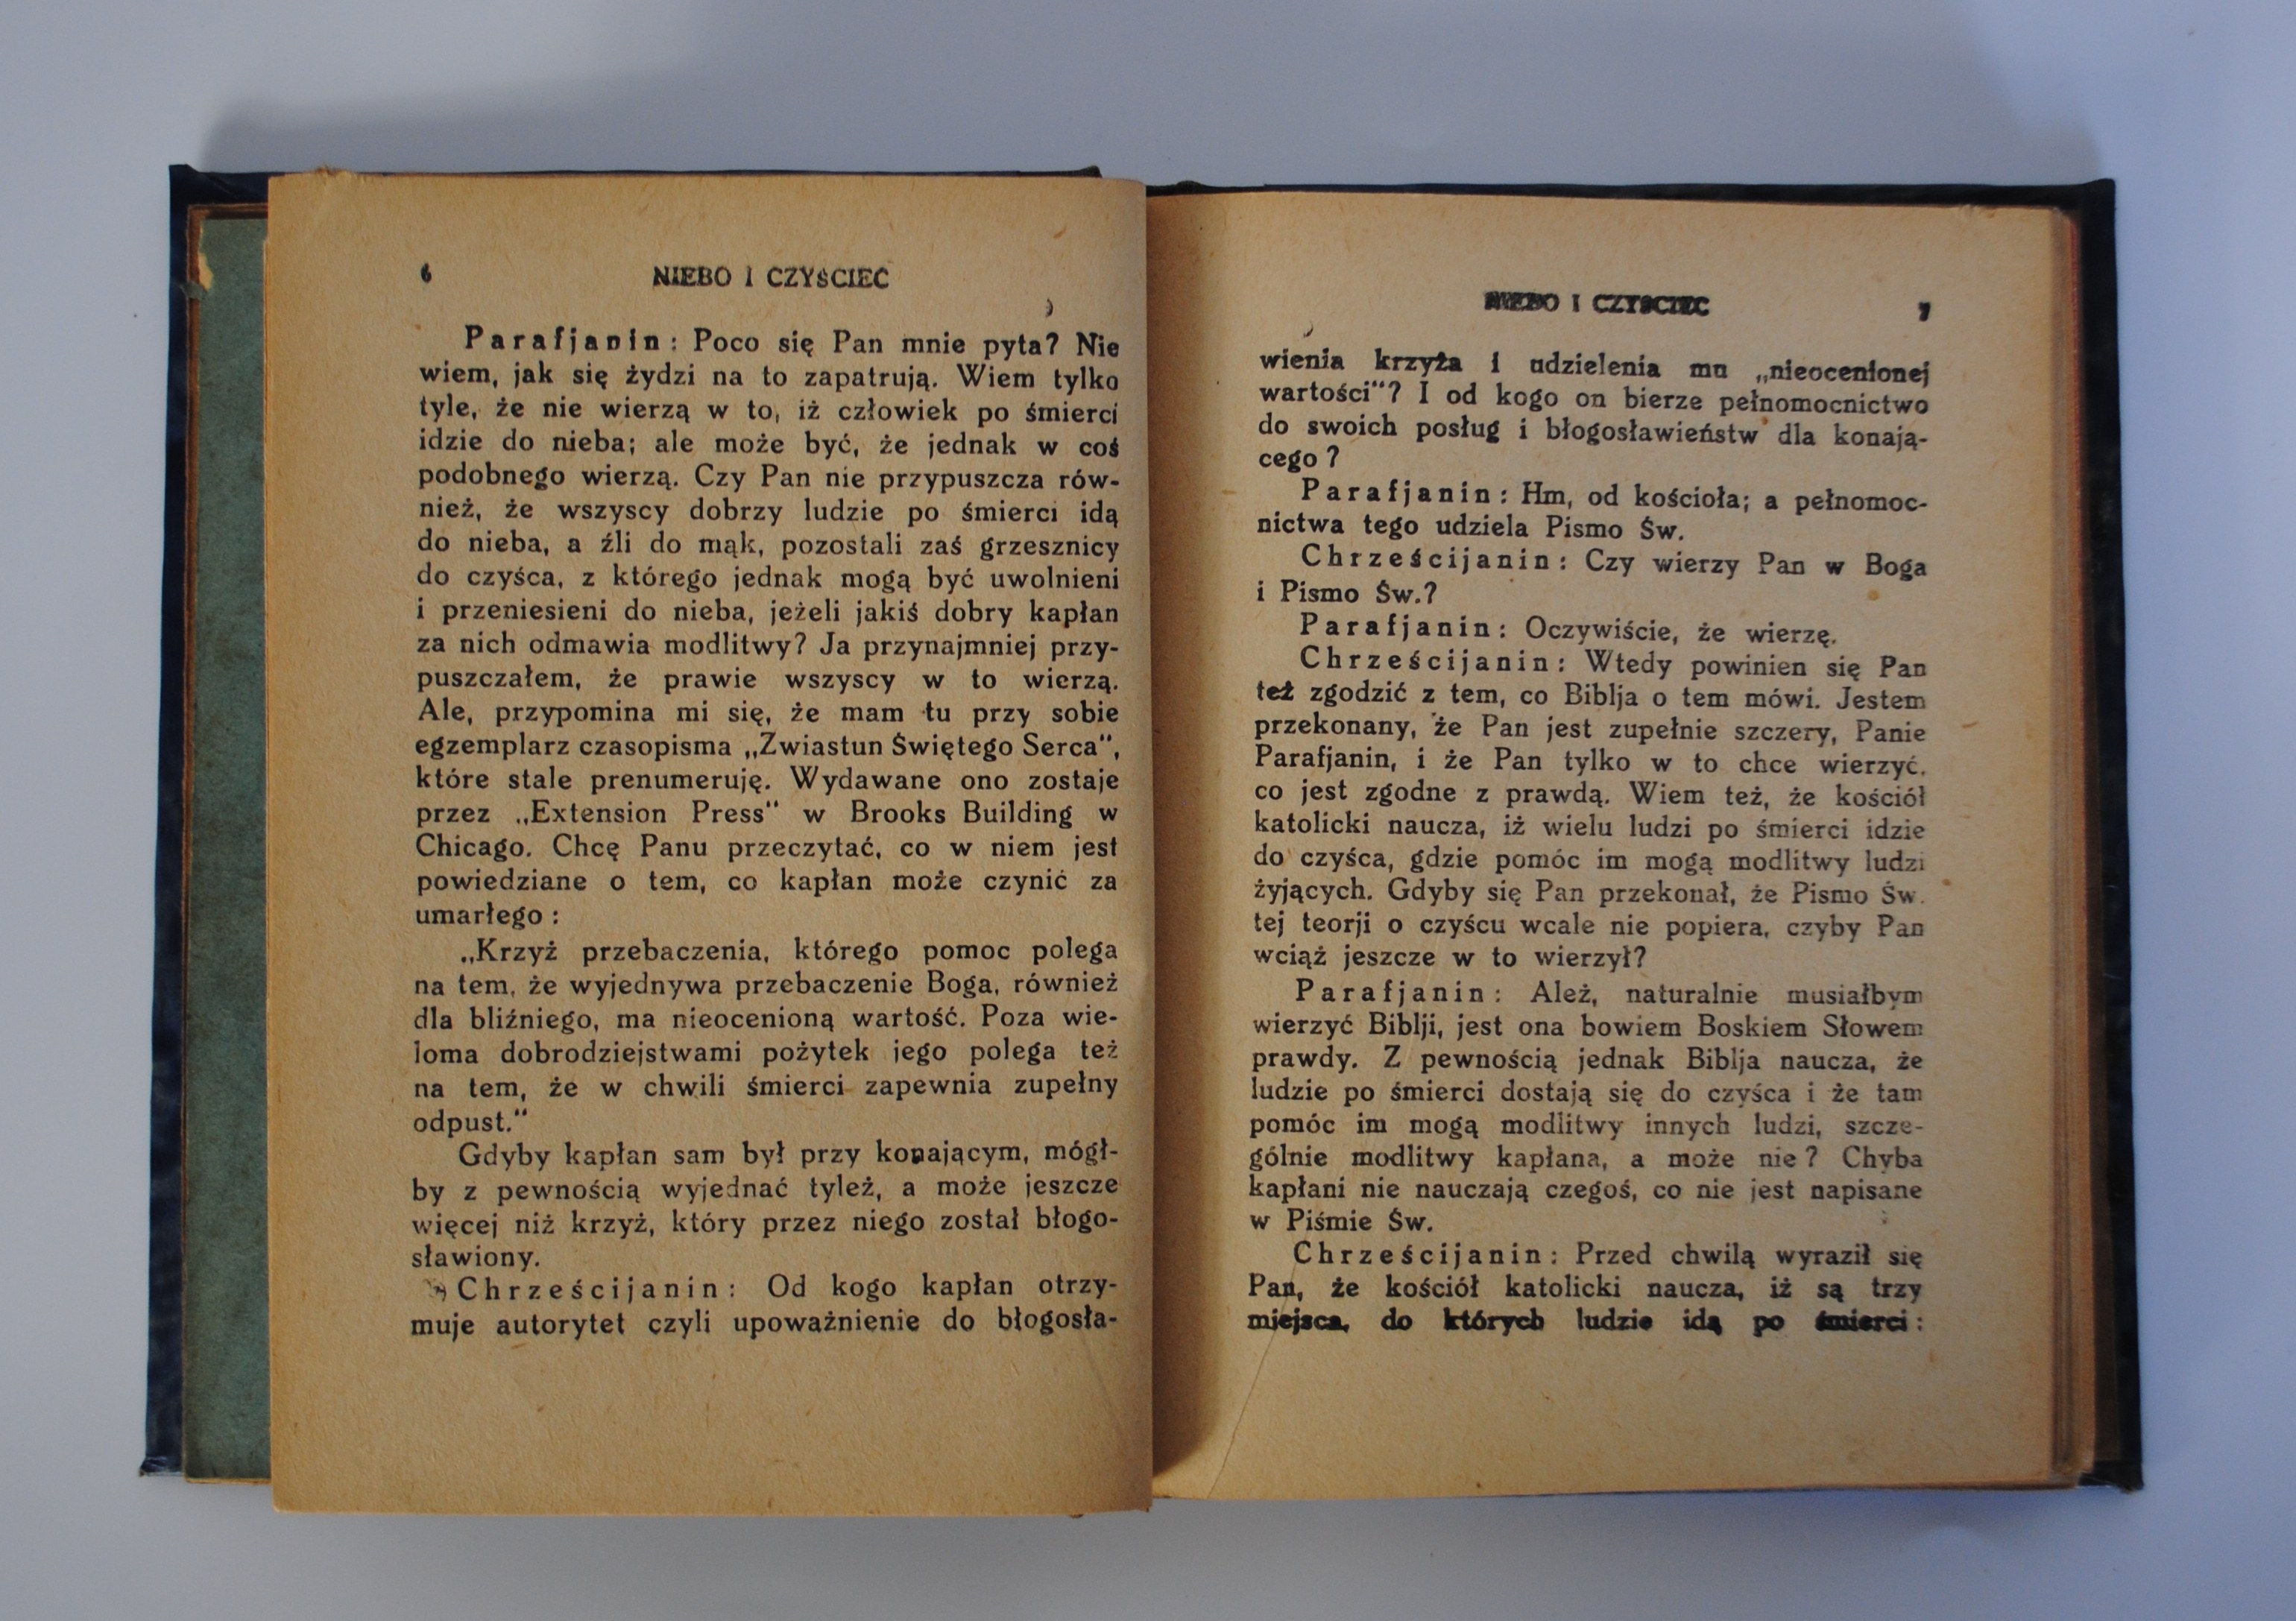 6
NIEBO I CZYŚCIEC
Parafjanin: Poco się Pan mnie pyta? Nie
wiem, jak się żydzi na to zapatrują. Wiem tylko
tyle, że nie wierzą w to, iż człowiek po śmierci
idzie do nieba; ale może być, że jednak w coś
podobnego wierzą. Czy Pan nie przypuszcza rów-
nież, że wszyscy dobrzy ludzie po śmierci idą
do nieba, a źli do mąk, pozostali zaś grzesznicy
do czyśca, z którego jednak mogą być uwolnieni
i przeniesieni do nieba, jeżeli jakiś dobry kapłan
za nich odmawia modlitwy? Ja przynajmniej przy-
puszczałem, że prawie wszyscy w to wierzą.
Ale, przypomina mi się, że mam tu przy sobie
egzemplarz czasopisma „Zwiastun Świętego Serca",
które stale prenumeruję. Wydawane ono zostaje
przez „Extension Press" w Brooks Building w
Chicago. Chcę Panu przeczytać, co w niem jest
powiedziane o tem, co kapłan może czynić za
umarłego:
„Krzyż przebaczenia, którego pomoc polega
na tem, że wyjednywa przebaczenie Boga, również
dla bliźniego, ma nieocenioną wartość. Poza wie-
loma dobrodziejstwami pożytek jego polega też
na tem, że w chwili śmierci zapewnia zupełny
odpust."
Gdyby kapłan sam był przy konającym, mógł-
by z pewnością wyjednać tyleż, a może jeszcze
więcej niż krzyż, który przez niego został błogo-
sławiony.
Chrześcijanin: Od kogo kapłan otrzy-
muje autorytet czyli upoważnienie do błogosła-
NIEBO I CZYŚCIEC
7
wienia krzyża i udzielenia mu „nieocenionej
wartości"? I od kogo on bierze pełnomocnictwo
do swoich posług i błogosławieństw dla konają-
cego?
Parafjanin: Hm, od kościoła; a pełnomoc-
nictwa tego udziela Pismo Św.
Chrześcijanin: Czy wierzy Pan w Boga
i Pismo Św.?
Parafjanin: Oczywiście, że wierzę.
Chrześcijanin: Wtedy powinien się Pan
też zgodzić z tem, co Biblja o tem mówi. Jestem
przekonany, że Pan jest zupełnie szczery, Panie
Parafjanin, i że Pan tylko w to chce wierzyć,
co jest zgodne z prawdą. Wiem też, że kościół
katolicki naucza, iż wielu ludzi po śmierci idzie
do czyśca, gdzie pomóc im mogą modlitwy ludzi
żyjących. Gdyby się Pan przekonał, że Pismo Św.
tej teorji o czyścu wcale nie popiera, czyby Pan
wciąż jeszcze w to wierzył?
Parafjanin: Ależ, naturalnie musiałbym
wierzyć Biblji, jest ona bowiem Boskiem Słowem
prawdy. Z pewnością jednak Biblja naucza, że
ludzie po śmierci dostają się do czyśca i że tam
pomóc im mogą modlitwy innych ludzi, szcze-
gólnie modlitwy kapłana, a może nie? Chyba
kapłani nie nauczają czegoś, co nie jest napisane
w Piśmie Św.
Chrześcijanin: Przed chwilą wyraził się
Pan, że kościół katolicki naucza, iż są trzy
miejsca, do których ludzie idą po śmierci: